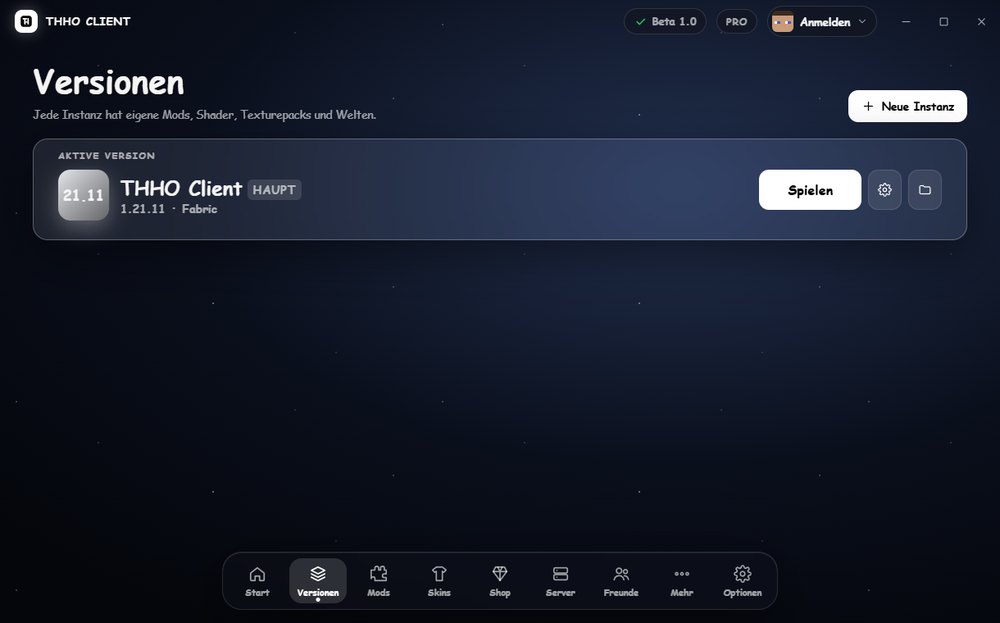 THHO CLIENT
Beta 1.0
PRO
Anmelden
Versionen
Jede Instanz hat eigene Mods, Shader, Texturepacks und Welten.
+ Neue Instanz
AKTIVE VERSION
21.11
THHO Client HAUPT
1.21.11 · Fabric
Spielen
Start
Versionen
Mods
Skins
Shop
Server
Freunde
Mehr
Optionen